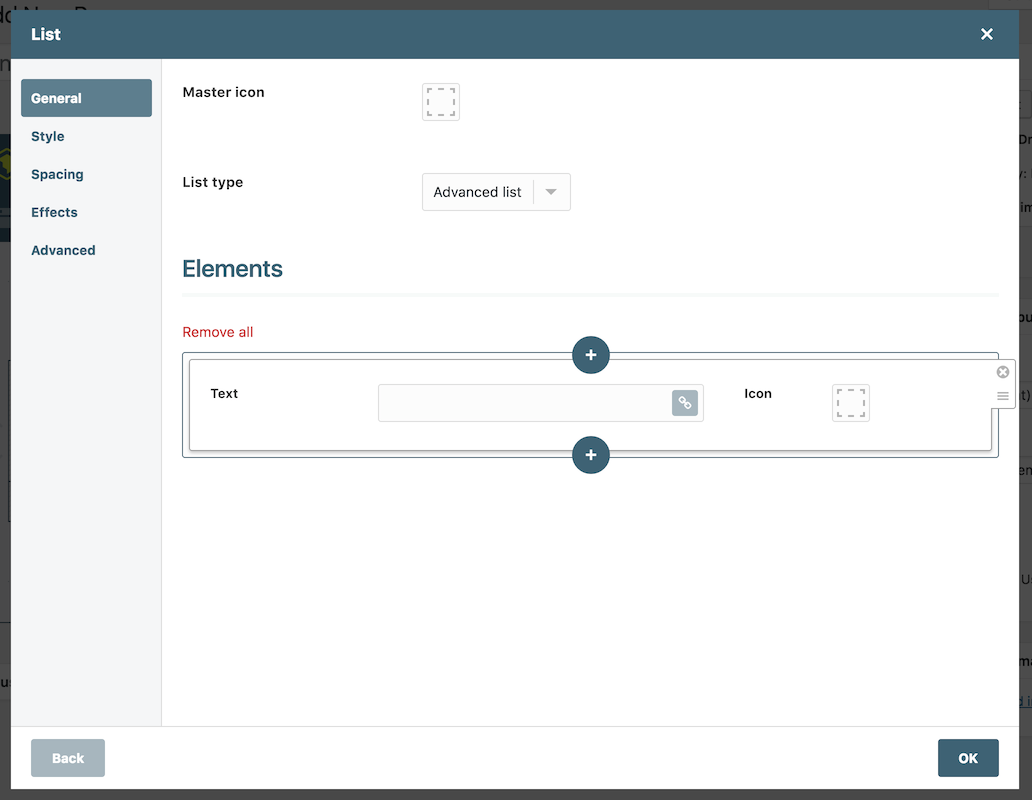 List
General
Style
Spacing
Effects
Advanced
Master icon
List type
Advanced list
Elements
Remove all
Text
Icon
Back
OK